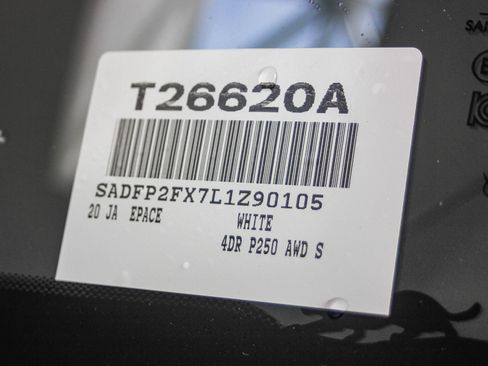 T26620A
SADFP2FX7L1Z90105
20 JA EPACE WHITE
4DR P250 AWD S